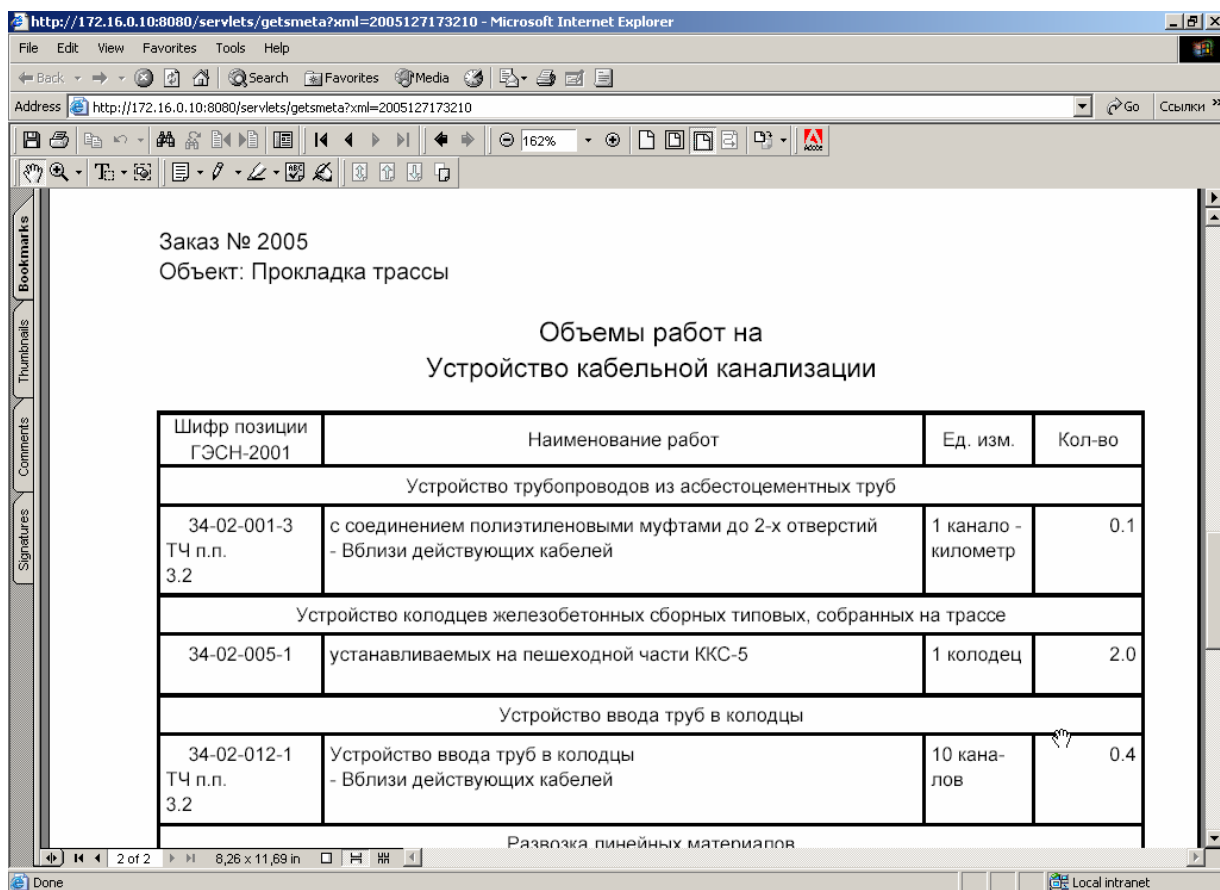 http://172.16.0.10:8080/servlets/getsmeta?xml=2005127173210 - Microsoft Internet Explorer
File Edit View Favorites Tools Help
Back Search Favorites Media
Address http://172.16.0.10:8080/servlets/getsmeta?xml=2005127173210 Go Ссылки »
162% Adobe
Bookmarks
Thumbnails
Comments
Signatures
Заказ № 2005
Объект: Прокладка трассы
Объемы работ на
Устройство кабельной канализации
Шифр позиции
ГЭСН-2001
Наименование работ
Ед. изм.
Кол-во
Устройство трубопроводов из асбестоцементных труб
34-02-001-3
ТЧ п.п.
3.2
с соединением полиэтиленовыми муфтами до 2-х отверстий
- Вблизи действующих кабелей
1 канало -
километр
0.1
Устройство колодцев железобетонных сборных типовых, собранных на трассе
34-02-005-1
устанавливаемых на пешеходной части ККС-5
1 колодец
2.0
Устройство ввода труб в колодцы
34-02-012-1
ТЧ п.п.
3.2
Устройство ввода труб в колодцы
- Вблизи действующих кабелей
10 кана-
лов
0.4
Развозка линейных материалов
2 of 2 8,26 x 11,69 in
Done Local intranet